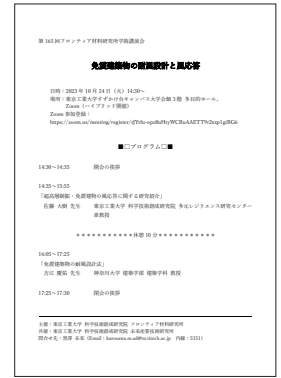 第 165 回フロンティア材料研究所学術講演会
免震建築物の耐風設計と風応答
日時：2023 年 10 月 24 日（火）14:30～
場所：東京工業大学すずかけ台キャンパス大学会館 3 階 多目的ホール、
Zoom（ハイブリッド開催）
Zoom 参加登録：
■□プログラム□■
14:30～14:35 開会の挨拶
14:35～15:55
「超高層制振・免震建物の風応答に関する研究紹介」
佐藤 大樹 先生 東京工業大学 科学技術創成研究院 多元レジリエンス研究センター
准教授
＊＊＊＊＊＊＊＊＊＊＊休憩 10 分＊＊＊＊＊＊＊＊＊＊＊
16:05～17:25
「免震建築物の耐風設計法」
吉江 慶祐 先生 神奈川大学 建築学部 建築学科 教授
17:25～17:30 閉会の挨拶
主催：東京工業大学 科学技術創成研究院 フロンティア材料研究所
共催：東京工業大学 科学技術創成研究院 未来産業技術研究所